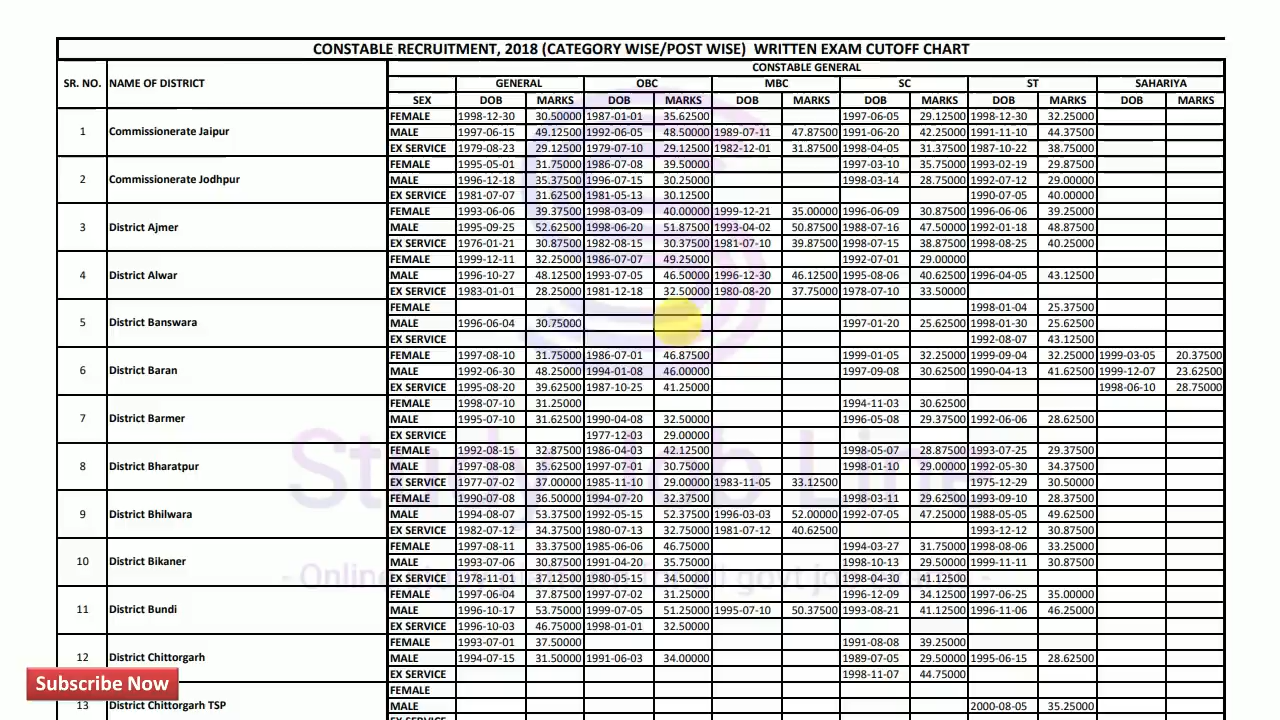 CONSTABLE RECRUITMENT, 2018 (CATEGORY WISE/POST WISE) WRITTEN EXAM CUTOFF CHART
CONSTABLE GENERAL
SR. NO. NAME OF DISTRICT GENERAL OBC MBC SC ST SAHARIYA
SEX DOB MARKS DOB MARKS DOB MARKS DOB MARKS DOB MARKS DOB MARKS
FEMALE 1998-12-30 30.50000 1987-01-01 35.62500 1997-06-05 29.12500 1998-12-30 32.25000
1 Commissionerate Jaipur MALE 1997-06-15 49.12500 1992-06-05 48.50000 1989-07-11 47.87500 1991-06-20 42.25000 1991-11-10 44.37500
EX SERVICE 1979-08-23 29.12500 1979-07-10 29.12500 1982-12-01 31.87500 1998-04-05 31.37500 1987-10-22 38.75000
FEMALE 1995-05-01 31.75000 1986-07-08 39.50000 1997-03-10 35.75000 1993-02-19 29.87500
2 Commissionerate Jodhpur MALE 1996-12-18 35.37500 1996-07-15 30.25000 1998-03-14 28.75000 1992-07-12 29.00000
EX SERVICE 1981-07-07 31.62500 1981-05-13 30.12500 1990-07-05 40.00000
FEMALE 1993-06-06 39.37500 1998-03-09 40.00000 1999-12-21 35.00000 1996-06-09 30.87500 1996-06-06 39.25000
3 District Ajmer MALE 1995-09-25 52.62500 1998-06-20 51.87500 1993-04-02 50.87500 1988-07-16 47.50000 1992-01-18 48.87500
EX SERVICE 1976-01-21 30.87500 1982-08-15 30.37500 1981-07-10 39.87500 1998-07-15 38.87500 1998-08-25 40.25000
FEMALE 1999-12-11 32.25000 1986-07-07 49.25000 1992-07-01 29.00000
4 District Alwar MALE 1996-10-27 48.12500 1993-07-05 46.50000 1996-12-30 46.12500 1995-08-06 40.62500 1996-04-05 43.12500
EX SERVICE 1983-01-01 28.25000 1981-12-18 32.50000 1980-08-20 37.75000 1978-07-10 33.50000
FEMALE 1998-01-04 25.37500
5 District Banswara MALE 1996-06-04 30.75000 1997-01-20 25.62500 1998-01-30 25.62500
EX SERVICE 1992-08-07 43.12500
FEMALE 1997-08-10 31.75000 1986-07-01 46.87500 1999-01-05 32.25000 1999-09-04 32.25000 1999-03-05 20.37500
6 District Baran MALE 1992-06-30 48.25000 1994-01-08 46.00000 1997-09-08 30.62500 1990-04-13 41.62500 1999-12-07 23.62500
EX SERVICE 1995-08-20 39.62500 1987-10-25 41.25000 1998-06-10 28.75000
FEMALE 1998-07-10 31.25000 1994-11-03 30.62500
7 District Barmer MALE 1995-07-10 31.62500 1990-04-08 32.50000 1996-05-08 29.37500 1992-06-06 28.62500
EX SERVICE 1977-12-03 29.00000
FEMALE 1992-08-15 32.87500 1986-04-03 42.12500 1998-05-07 28.87500 1993-07-25 29.37500
8 District Bharatpur MALE 1997-08-08 35.62500 1997-07-01 30.75000 1998-01-10 29.00000 1992-05-30 34.37500
EX SERVICE 1977-07-02 37.00000 1985-11-10 29.00000 1983-11-05 33.12500 1975-12-29 30.50000
FEMALE 1990-07-08 36.50000 1994-07-20 32.37500 1998-03-11 29.62500 1993-09-10 28.37500
9 District Bhilwara MALE 1994-08-07 53.37500 1992-05-15 52.37500 1996-03-03 52.00000 1992-07-05 47.25000 1988-05-05 49.62500
EX SERVICE 1982-07-12 34.37500 1980-07-13 32.75000 1981-07-12 40.62500 1993-12-12 30.87500
FEMALE 1997-08-11 33.37500 1985-06-06 46.75000 1994-03-27 31.75000 1998-08-06 33.25000
10 District Bikaner MALE 1993-07-06 30.87500 1991-04-20 35.75000 1998-10-13 29.50000 1999-11-11 30.87500
EX SERVICE 1978-11-01 37.12500 1980-05-15 34.50000 1998-04-30 41.12500
FEMALE 1997-06-04 37.87500 1997-07-02 31.25000 1996-12-09 34.12500 1997-06-25 35.00000
11 District Bundi MALE 1996-10-17 53.75000 1999-07-05 51.25000 1995-07-10 50.37500 1993-08-21 41.12500 1996-11-06 46.25000
EX SERVICE 1996-10-03 46.75000 1998-01-01 32.50000
FEMALE 1993-07-01 37.50000 1991-08-08 39.25000
12 District Chittorgarh MALE 1994-07-15 31.50000 1991-06-03 34.00000 1989-07-05 29.50000 1995-06-15 28.62500
EX SERVICE 1998-11-07 44.75000
FEMALE
13 District Chittorgarh TSP MALE 2000-08-05 35.25000
Subscribe Now